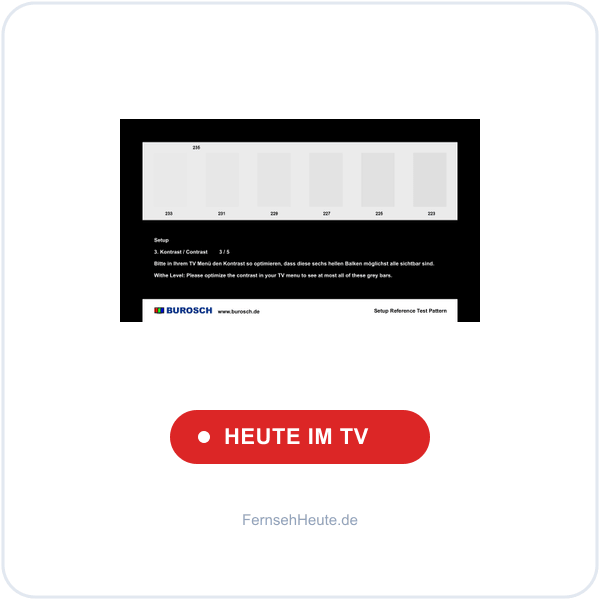 235
233 231 229 227 225 223
Setup
3. Kontrast / Contrast 3 / 5
Bitte in Ihrem TV Menü den Kontrast so optimieren, dass diese sechs hellen Balken möglichst alle sichtbar sind.
Withe Level: Please optimize the contrast in your TV menu to see at most all of these grey bars.
BUROSCH www.burosch.de Setup Reference Test Pattern
HEUTE IM TV
FernsehHeute.de